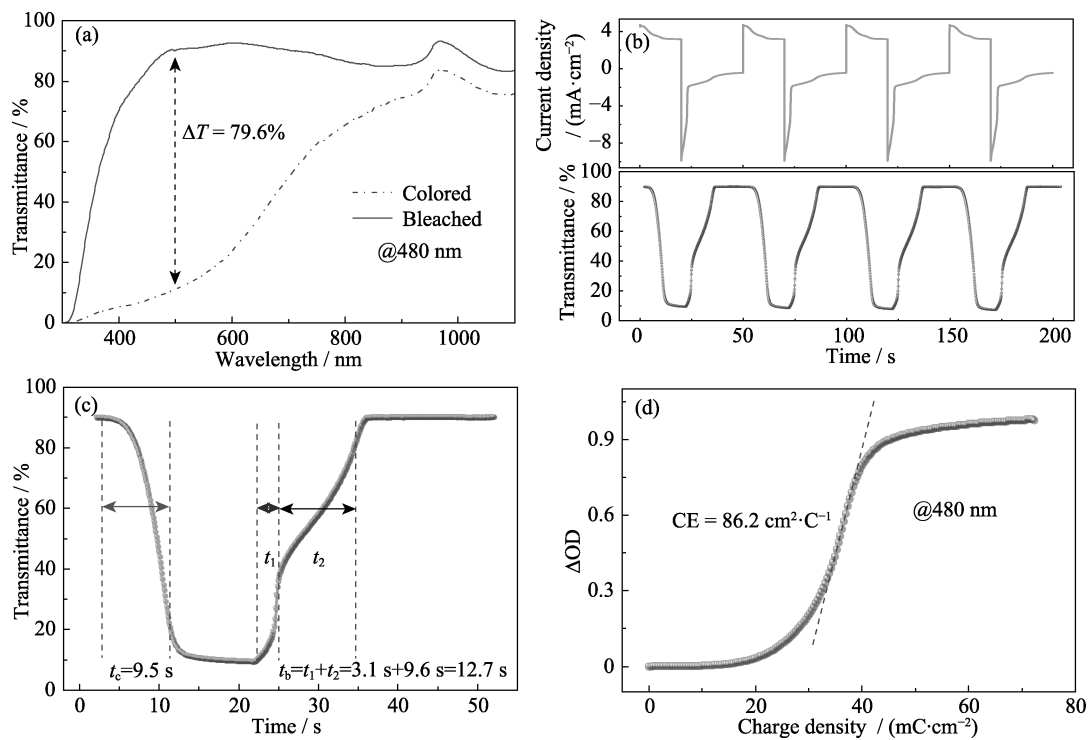 (a)
100
80
60
40
20
0
Transmittance / %
ΔT = 79.6%
Colored
Bleached
@480 nm
400
600
800
1000
Wavelength / nm
(b)
4
0
−4
−8
Current density
/ (mA·cm⁻²)
100
80
60
40
20
0
Transmittance / %
0
50
100
150
200
Time / s
(c)
100
80
60
40
20
0
Transmittance / %
t₁
t₂
t_c=9.5 s
t_b=t₁+t₂=3.1 s+9.6 s=12.7 s
0
10
20
30
40
50
Time / s
(d)
0.9
0.6
0.3
0
ΔOD
CE = 86.2 cm²·C⁻¹
@480 nm
0
20
40
60
80
Charge density / (mC·cm⁻²)